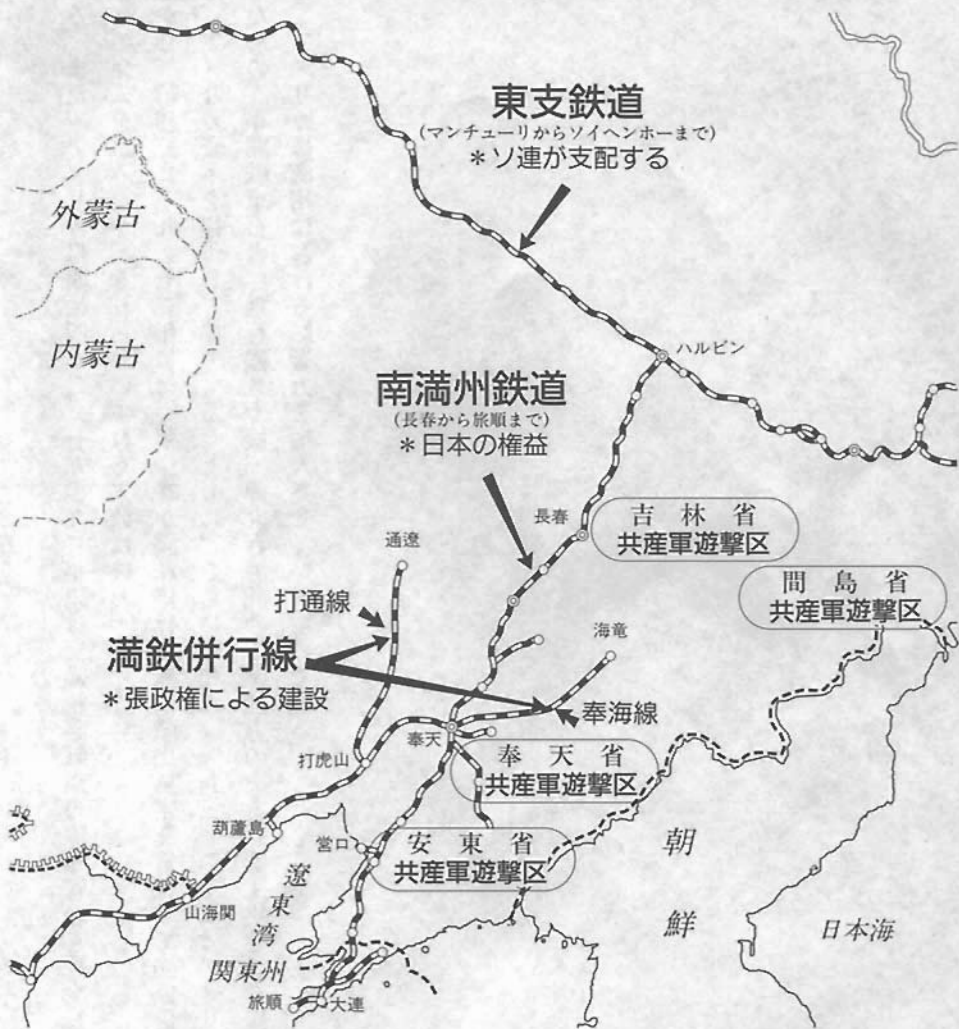 東支鉄道
(マンチューリからソイヘンホーまで)
＊ソ連が支配する
外蒙古
内蒙古
ハルビン
南満州鉄道
(長春から旅順まで)
＊日本の権益
長春
吉林省
共産軍遊撃区
間島省
共産軍遊撃区
通遼
打通線
海竜
満鉄併行線
＊張政権による建設
奉海線
奉天
奉天省
共産軍遊撃区
打虎山
葫蘆島
営口
安東省
共産軍遊撃区
朝鮮
遼東湾
山海関
日本海
関東州
旅順
大連